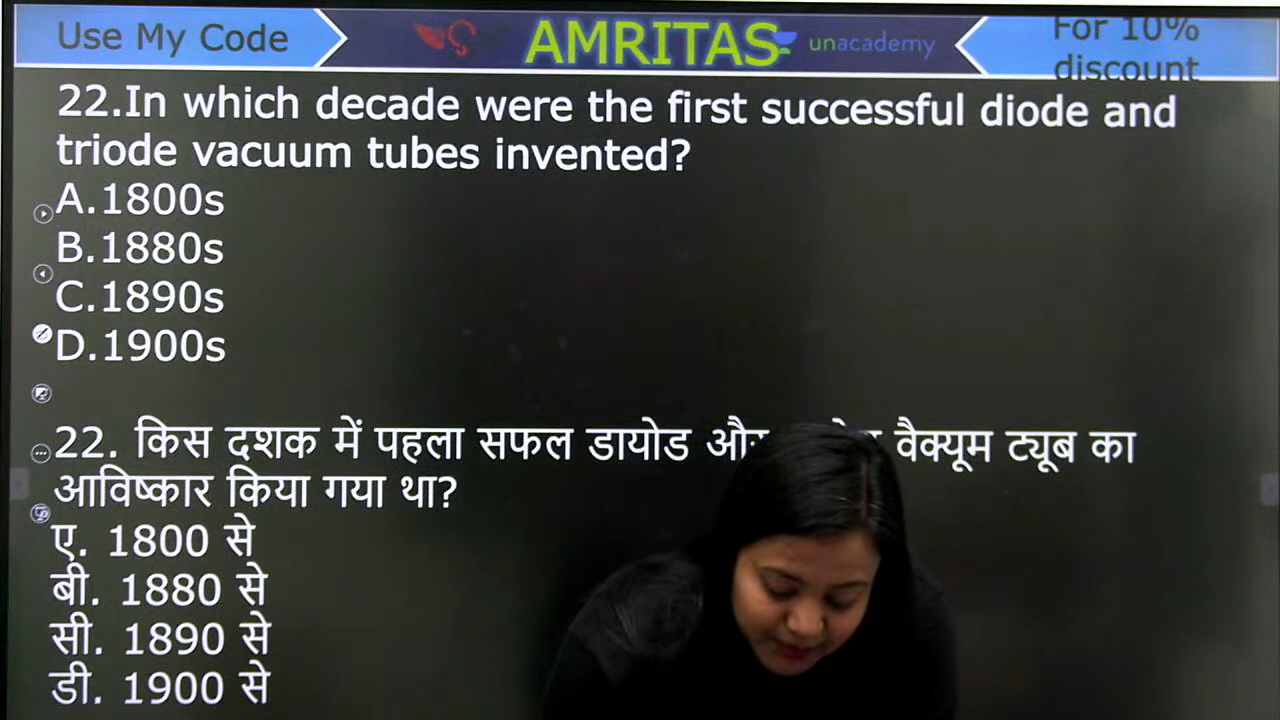 Use My Code
AMRITAS
unacademy
For 10%
discount
22.In which decade were the first successful diode and
triode vacuum tubes invented?
A.1800s
B.1880s
C.1890s
D.1900s
22. किस दशक में पहला सफल डायोड वैक्यूम ट्यूब का
आविष्कार किया गया था?
ए. 1800 से
बी. 1880 से
सी. 1890 से
डी. 1900 से